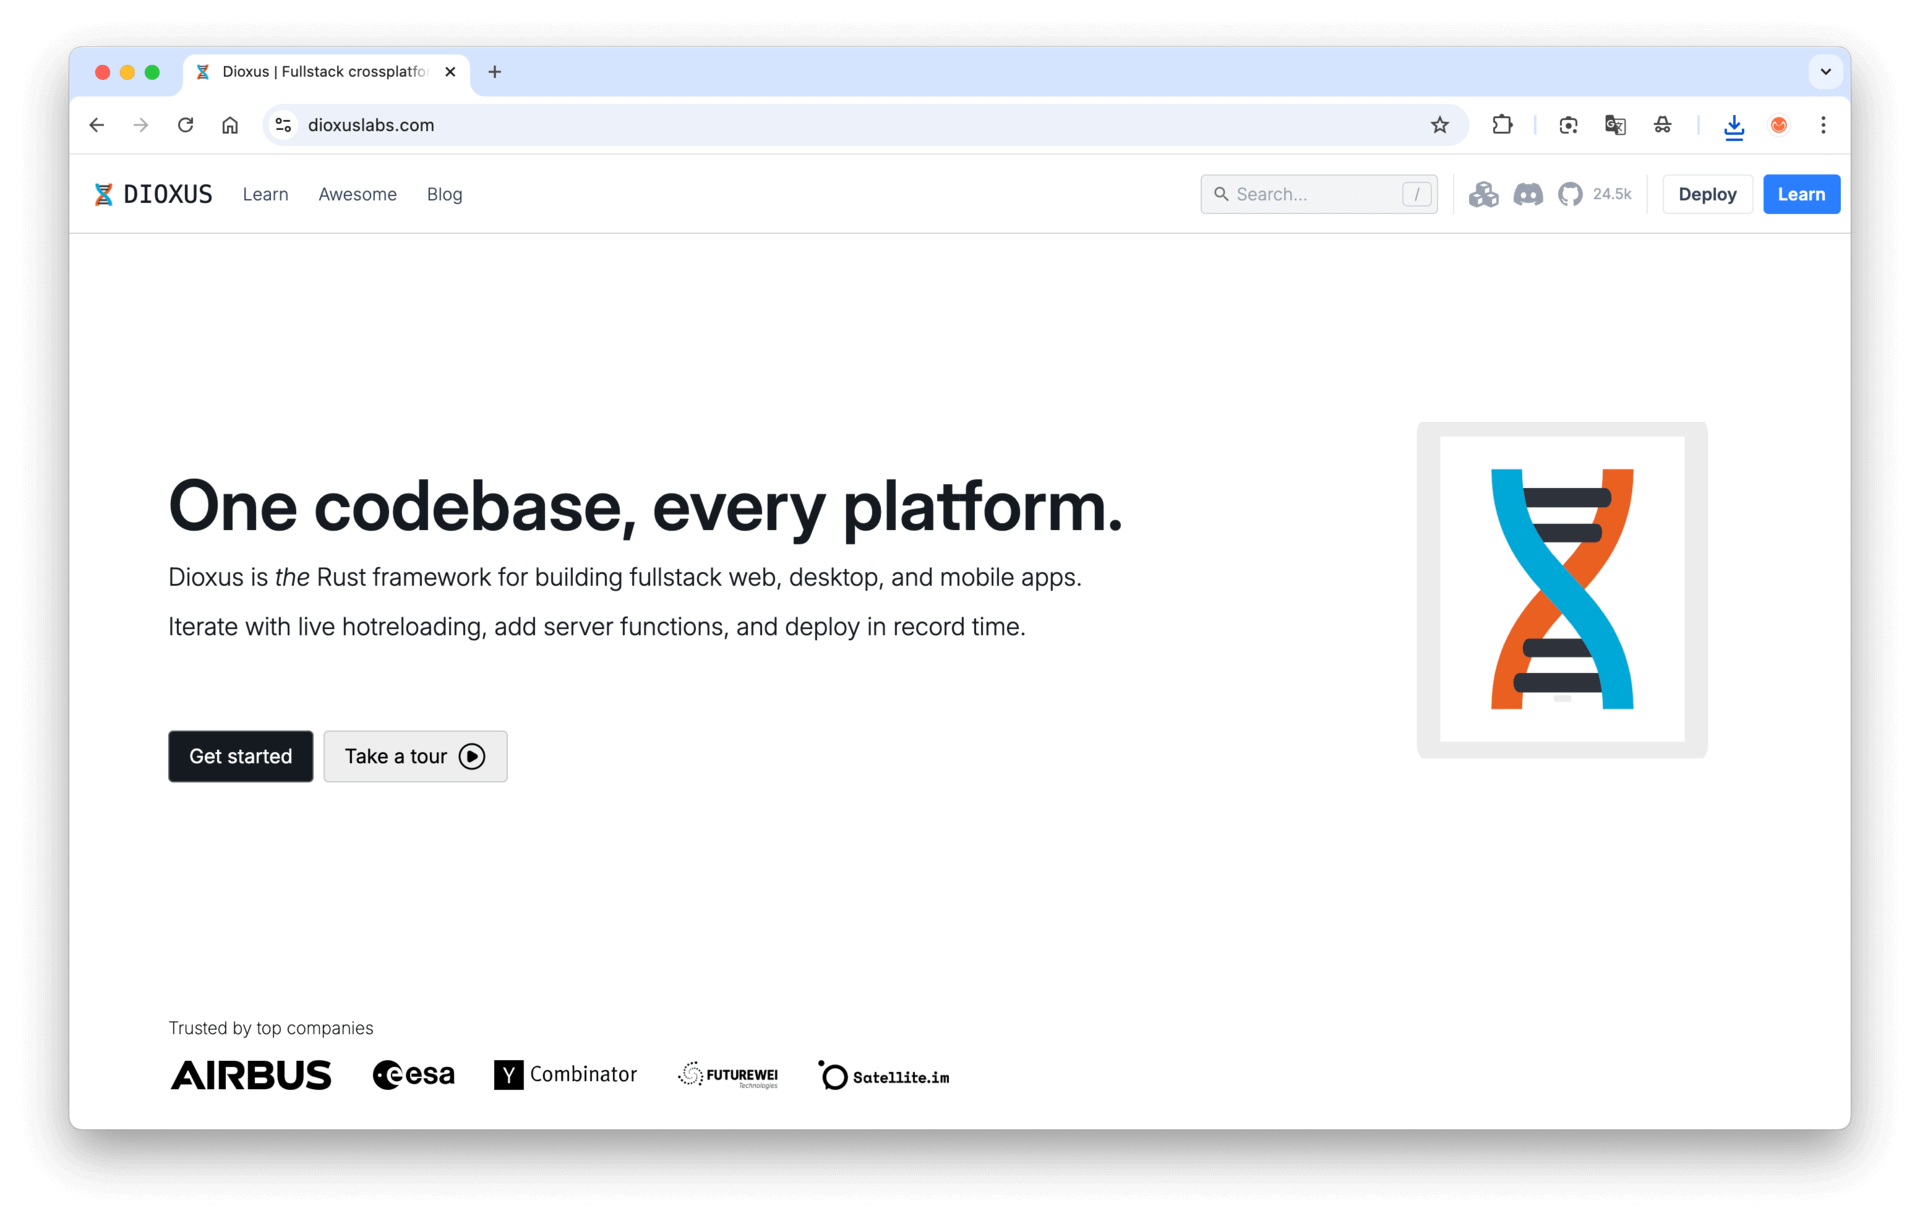 Dioxus | Fullstack crossplatfo
dioxuslabs.com
DIOXUS Learn Awesome Blog Search... / 24.5k Deploy Learn
One codebase, every platform.
Dioxus is the Rust framework for building fullstack web, desktop, and mobile apps.
Iterate with live hotreloading, add server functions, and deploy in record time.
Get started Take a tour
Trusted by top companies
AIRBUS esa Y Combinator FUTUREWEI Technologies Satellite.im